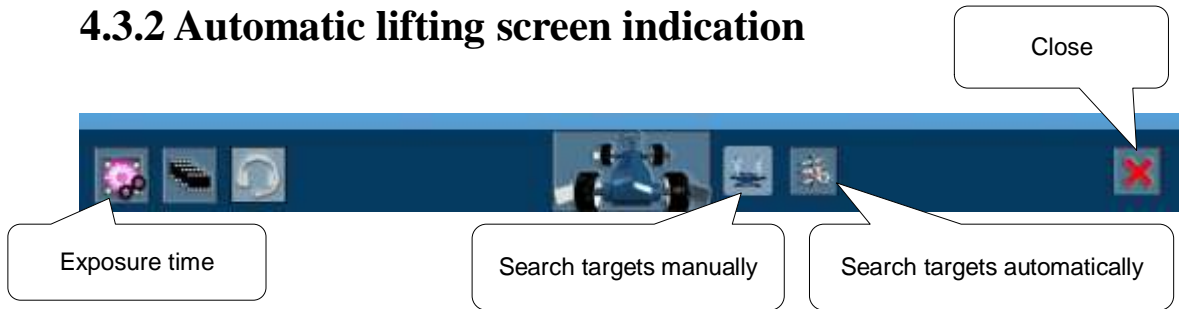 4.3.2 Automatic lifting screen indication
Close
Exposure time
Search targets manually
Search targets automatically